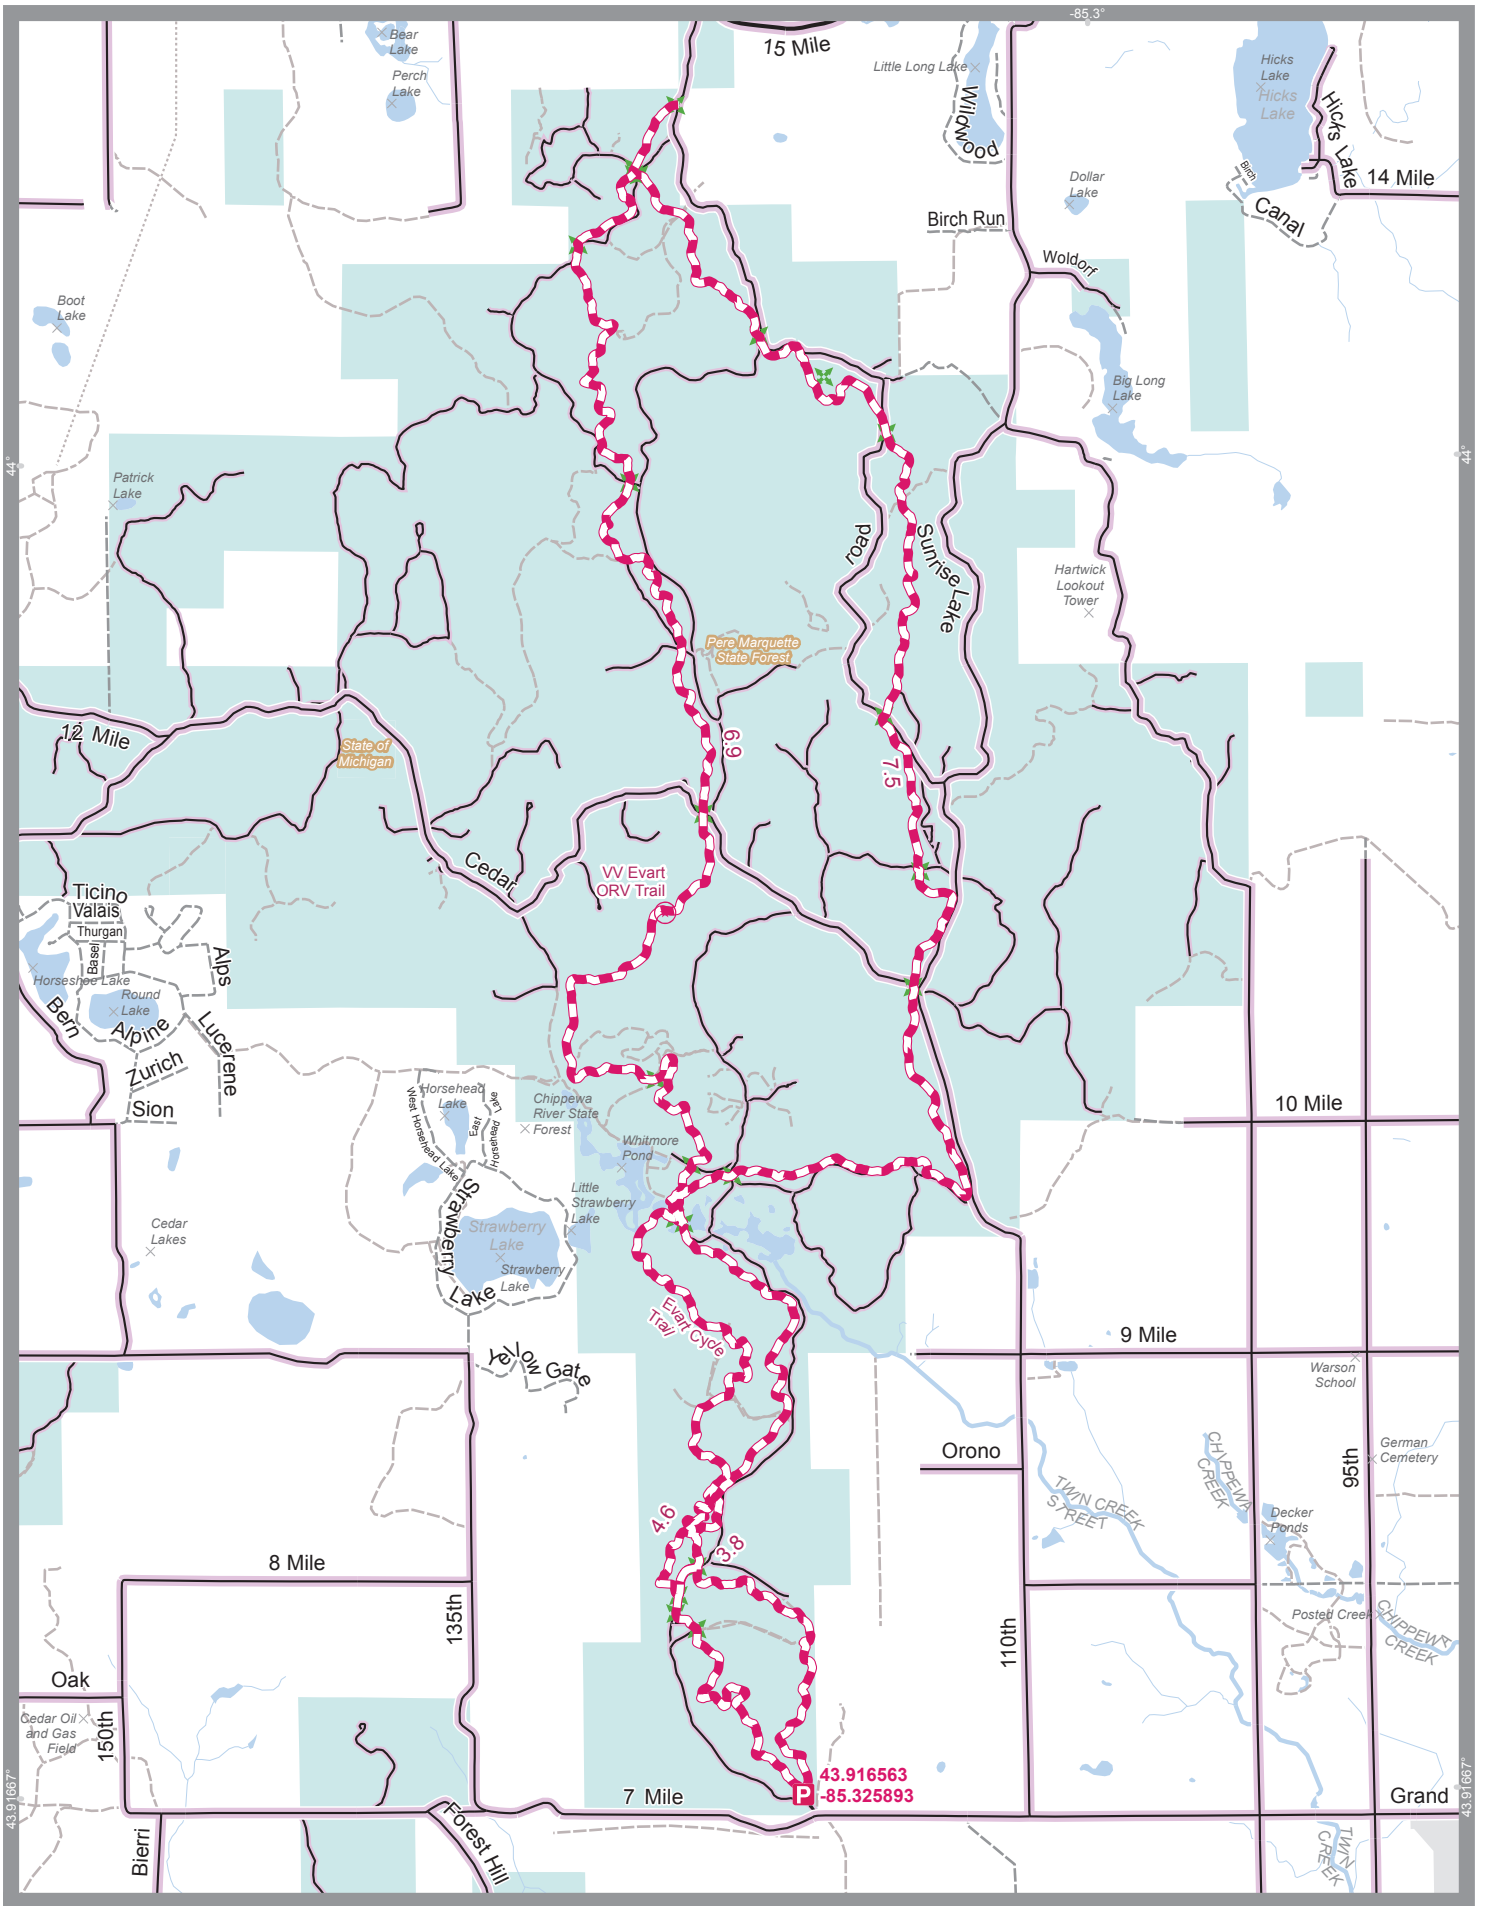 -85.3°
15 Mile
Bear
Lake
Perch
Lake
Little Long Lake
Wildwood
Hicks
Lake
Hicks
Lake
Hicks Lake
14 Mile
Birch
Canal
Dollar
Lake
Birch Run
Woldorf
Boot
Lake
Big Long
Lake
44°
44°
Patrick
Lake
road
Sunrise Lake
Hartwick
Lookout
Tower
Pere Marquette
State Forest
12 Mile
State of
Michigan
6.9
7.5
Cedar
VV Evart
ORV Trail
Ticino
Valais
Thurgan
Basel
Alps
Horseshoe Lake
Round
Lake
Bern
Alpine
Lucerene
Zurich
Sion
Horsehead
Lake
West Horsehead Lake
East
Horsehead
Lake
Chippewa
River State
Forest
Whitmore
Pond
10 Mile
Little
Strawberry
Lake
Strawberry
Lake
Strawberry
Lake
Strawberry
Lake
Cedar
Lakes
Evart Cycle
Trail
9 Mile
Yellow Gate
Warson
School
Orono
95th
German
Cemetery
CHIPPEWA
CREEK
TWIN CREEK
STREET
Decker
Ponds
4.6
3.8
8 Mile
135th
110th
Posted Creek
CHIPPEWA
CREEK
Oak
Cedar Oil
and Gas
Field
150th
43.91667°
43.916563
-85.325893
P
7 Mile
Grand
43.91667°
Bierri
Forest Hill
TWIN
CREEK